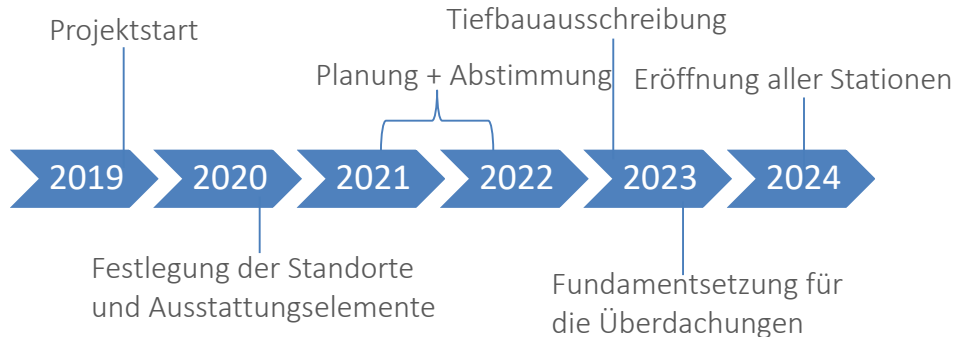 Projektstart
Tiefbauausschreibung
Planung + Abstimmung
Eröffnung aller Stationen
2019
2020
2021
2022
2023
2024
Festlegung der Standorte
und Ausstattungselemente
Fundamentsetzung für
die Überdachungen